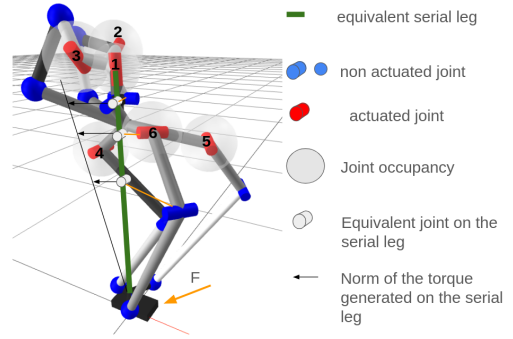 2
1
3
6
5
4
F
equivalent serial leg
non actuated joint
actuated joint
Joint occupancy
Equivalent joint on the
serial leg
Norm of the torque
generated on the serial
leg